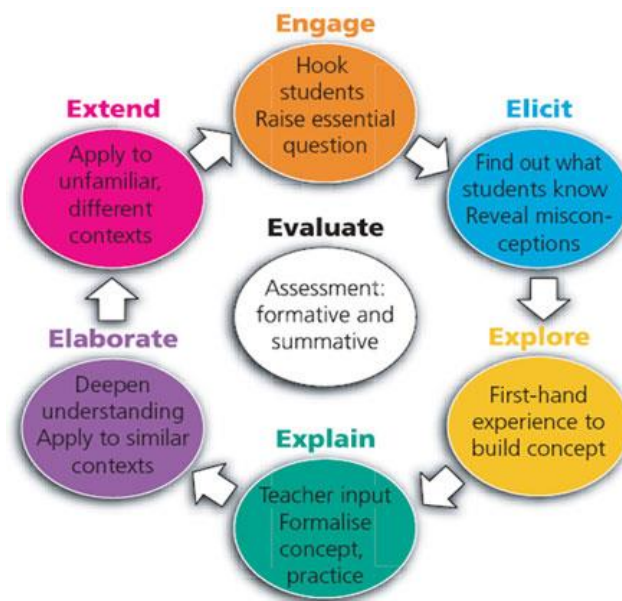 Engage
Hook
students
Raise essential
question
Elicit
Find out what
students know
Reveal miscon-
ceptions
Explore
First-hand
experience to
build concept
Explain
Teacher input
Formalise
concept,
practice
Elaborate
Deepen
understanding
Apply to similar
contexts
Extend
Apply to
unfamiliar,
different
contexts
Evaluate
Assessment:
formative and
summative